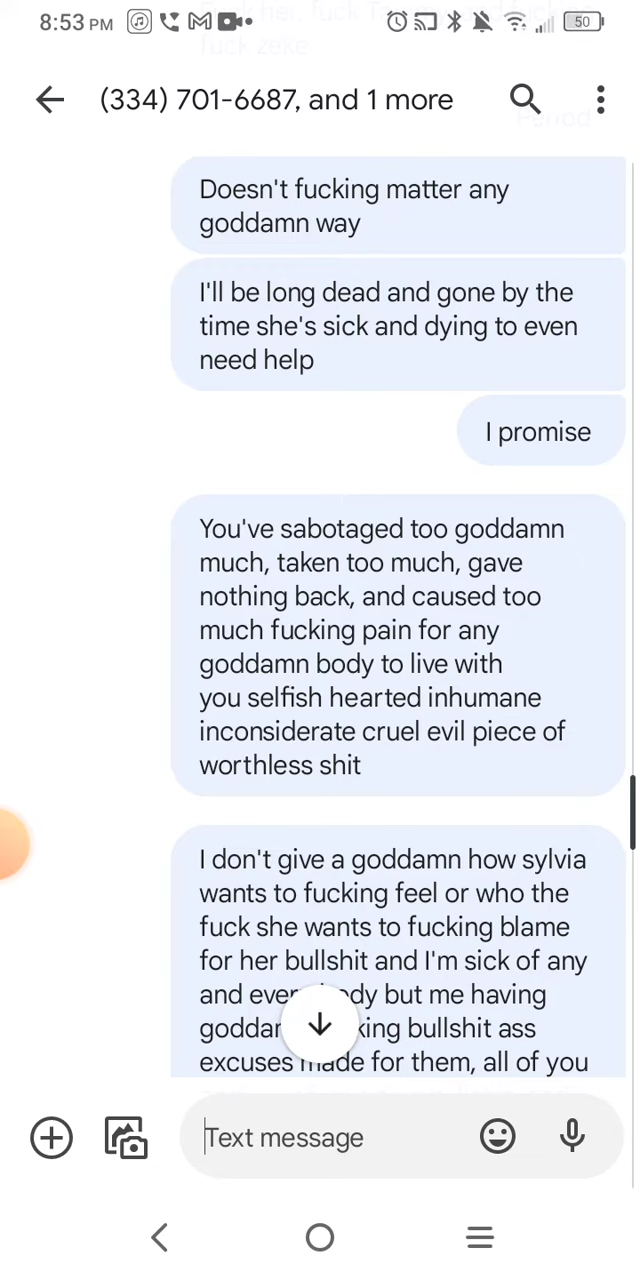 8:53 PM
50
fuck zeke
(334) 701-6687, and 1 more
Period
Doesn't fucking matter any
goddamn way
I'll be long dead and gone by the
time she's sick and dying to even
need help
I promise
You've sabotaged too goddamn
much, taken too much, gave
nothing back, and caused too
much fucking pain for any
goddamn body to live with
you selfish hearted inhumane
inconsiderate cruel evil piece of
worthless shit
I don't give a goddamn how sylvia
wants to fucking feel or who the
fuck she wants to fucking blame
for her bullshit and I'm sick of any
and dy but me having
king bullshit ass
excuses made for them, all of you
Text message